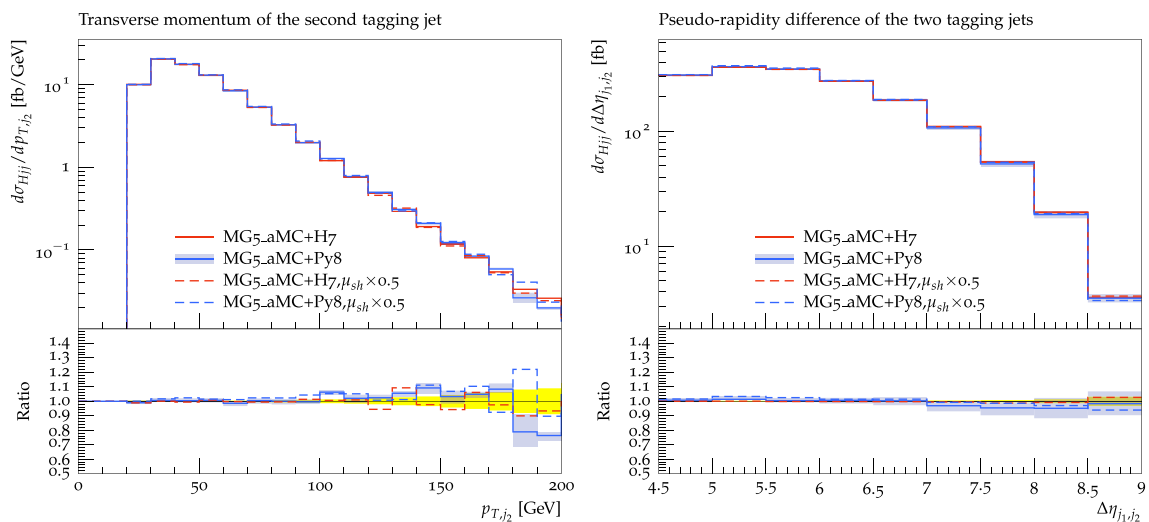 Transverse momentum of the second tagging jet
dσ_Hjj/dp_T,j₂ [fb/GeV]
10¹
1
10⁻¹
MG5_aMC+H7
MG5_aMC+Py8
MG5_aMC+H7,μ_sh×0.5
MG5_aMC+Py8,μ_sh×0.5
Ratio
1.4
1.3
1.2
1.1
1.0
0.9
0.8
0.7
0.6
0.5
0 50 100 150 200
p_T,j₂ [GeV]
Pseudo-rapidity difference of the two tagging jets
dσ_Hjj/dΔη_j₁,j₂ [fb]
10²
10¹
MG5_aMC+H7
MG5_aMC+Py8
MG5_aMC+H7,μ_sh×0.5
MG5_aMC+Py8,μ_sh×0.5
Ratio
1.4
1.3
1.2
1.1
1.0
0.9
0.8
0.7
0.6
0.5
4.5 5 5.5 6 6.5 7 7.5 8 8.5 9
Δη_j₁,j₂